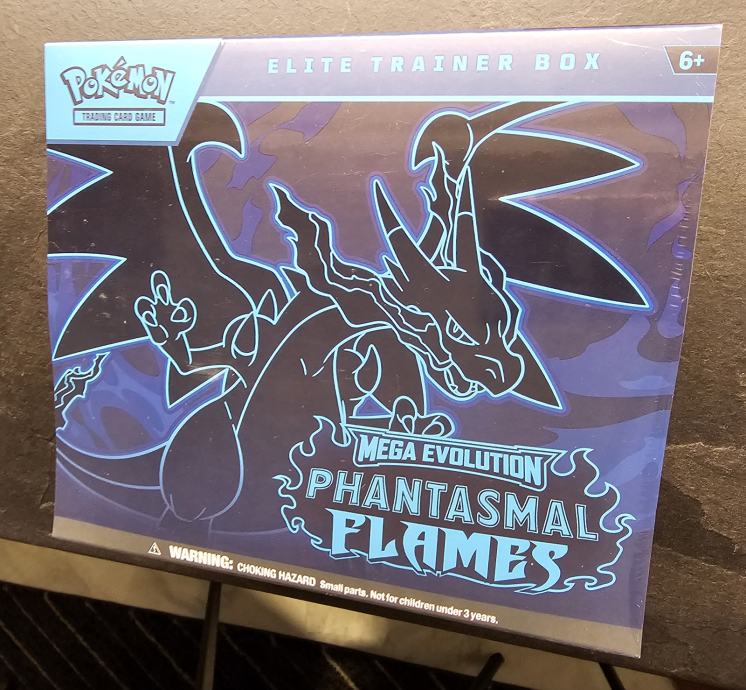 POKéMON
TRADING CARD GAME
ELITE TRAINER BOX
6+
MEGA EVOLUTION
PHANTASMAL
FLAMES
WARNING: CHOKING HAZARD Small parts. Not for children under 3 years.